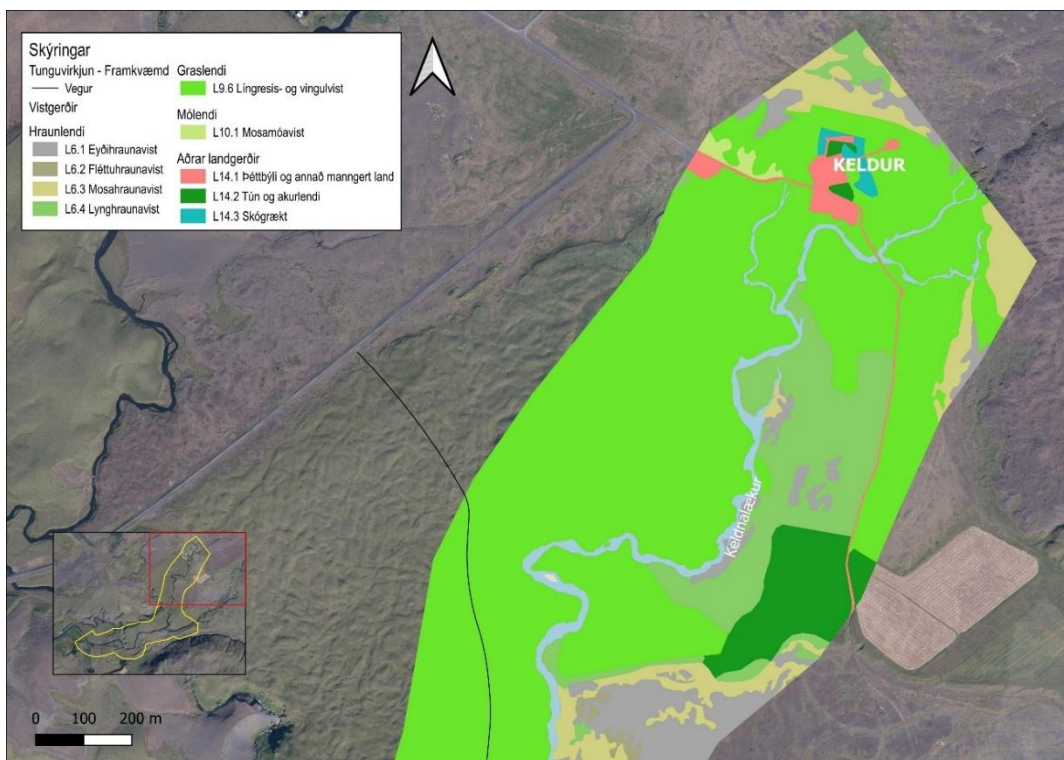 Skýringar
Tunguvirkjun - Framkvæmd
Vegur
Vistgerðir
Hraunlendi
L6.1 Eyðihraunavist
L6.2 Fléttuhraunavist
L6.3 Mosahraunavist
L6.4 Lynghraunavist
Graslendi
L9.6 Língresis- og vingulvist
Mólendi
L10.1 Mosamóavist
Aðrar landgerðir
L14.1 Þéttbýli og annað manngert land
L14.2 Tún og akurlendi
L14.3 Skógrækt
KELDUR
Keldnalækur
0 100 200 m